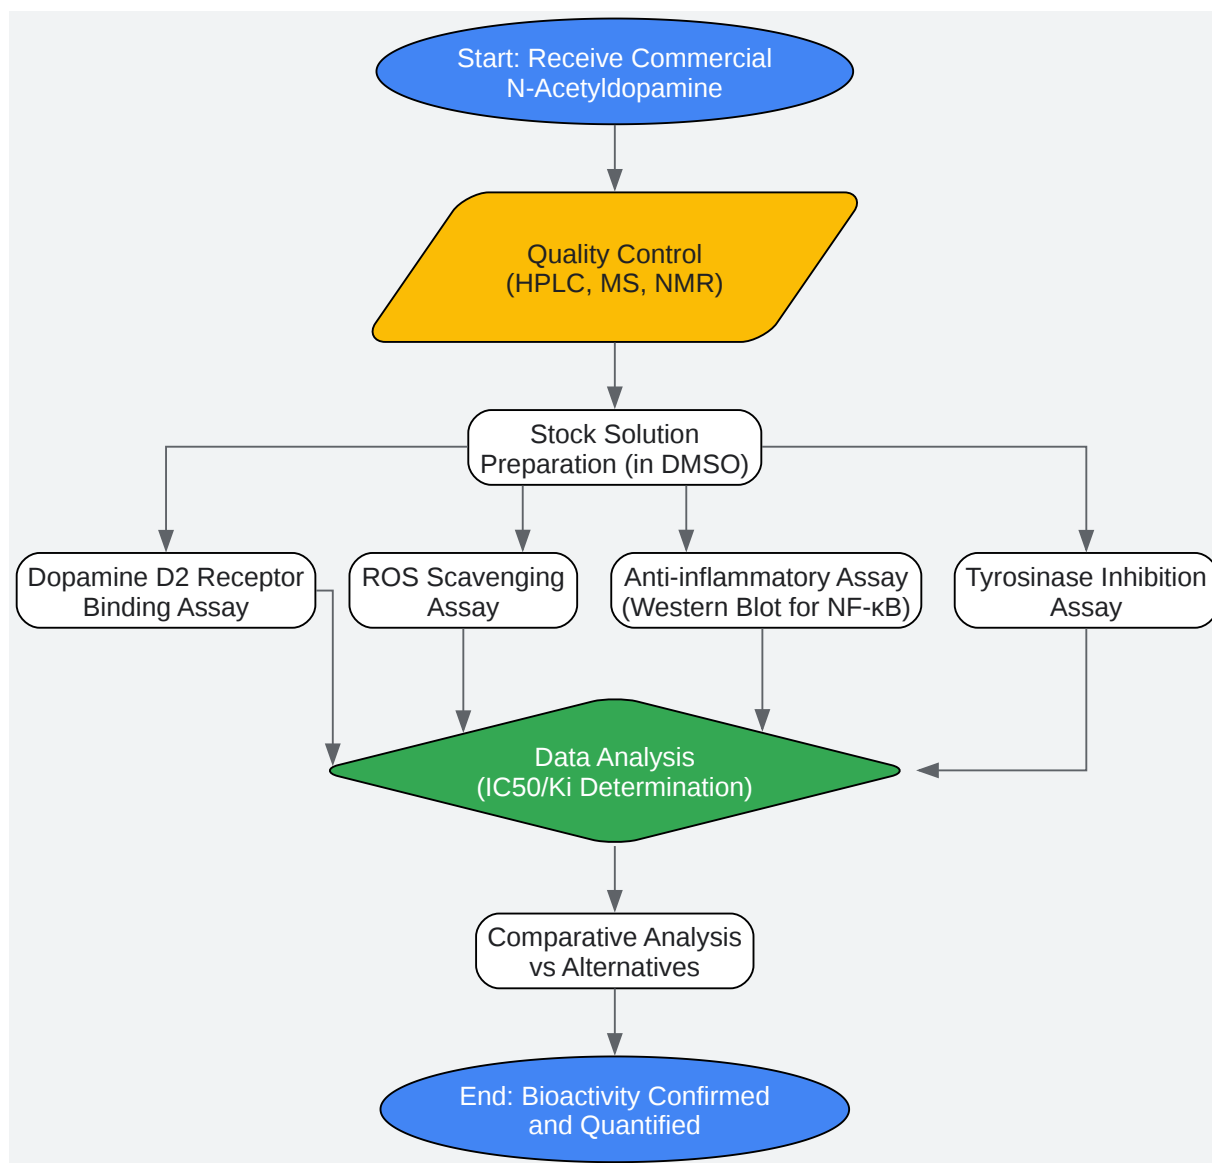 Start: Receive Commercial
N-Acetyldopamine
Quality Control
(HPLC, MS, NMR)
Stock Solution
Preparation (in DMSO)
Dopamine D2 Receptor
Binding Assay
ROS Scavenging
Assay
Anti-inflammatory Assay
(Western Blot for NF-κB)
Tyrosinase Inhibition
Assay
Data Analysis
(IC50/Ki Determination)
Comparative Analysis
vs Alternatives
End: Bioactivity Confirmed
and Quantified